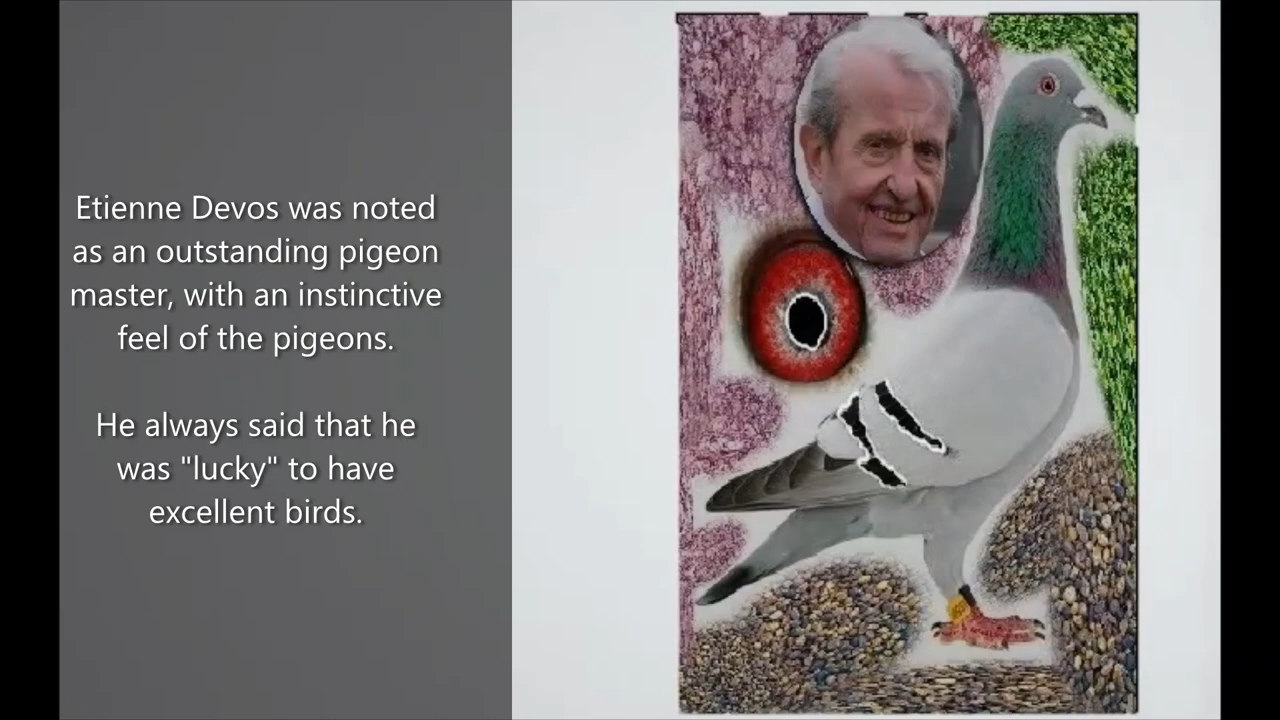 Etienne Devos was noted
as an outstanding pigeon
master, with an instinctive
feel of the pigeons.
He always said that he
was "lucky" to have
excellent birds.